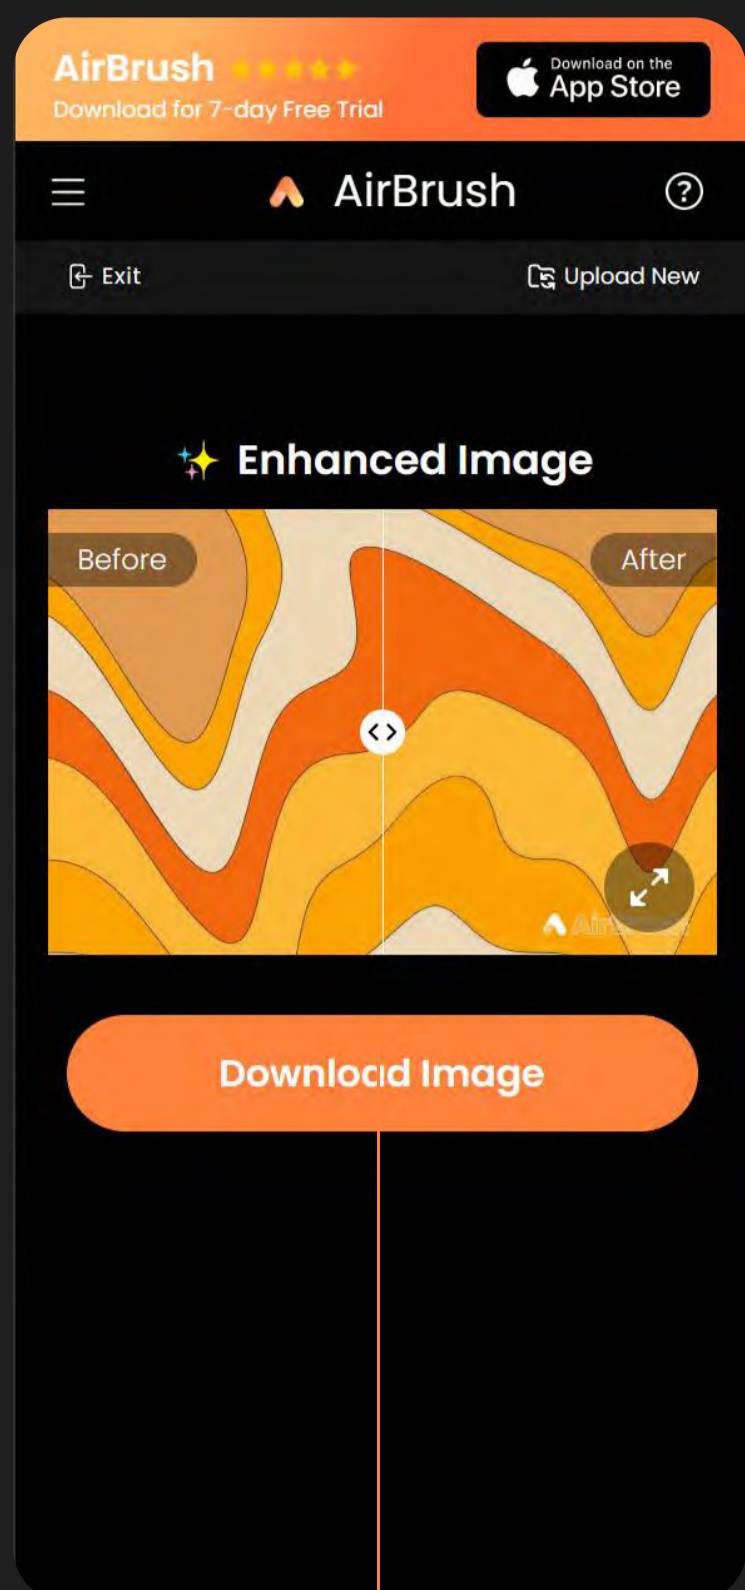 AirBrush
Download for 7-day Free Trial
Download on the
App Store
AirBrush
?
Exit
Upload New
Enhanced Image
Before
After
Download Image